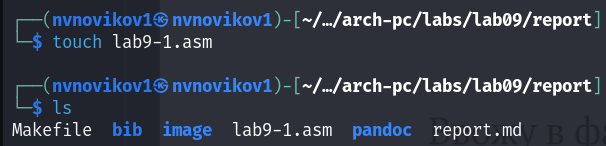 ┌──(nvnovikov1㉿nvnovikov1)-[~/…/arch-pc/labs/lab09/report]
└─$ touch lab9-1.asm
┌──(nvnovikov1㉿nvnovikov1)-[~/…/arch-pc/labs/lab09/report]
└─$ ls
Makefile bib image lab9-1.asm pandoc report.md